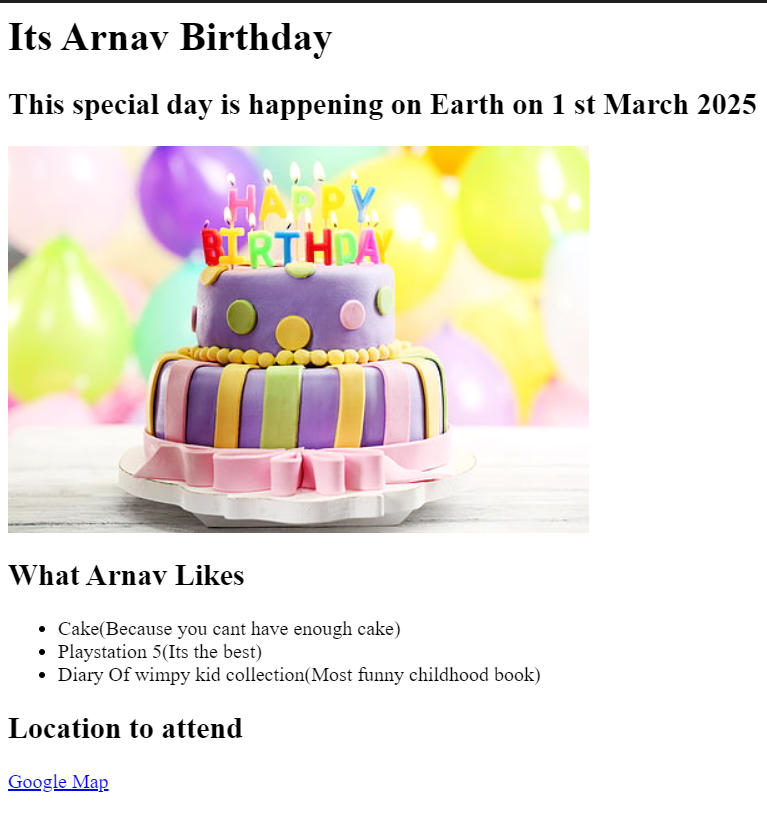 Its Arnav Birthday
This special day is happening on Earth on 1 st March 2025
HAPPY
BIRTHDAY
What Arnav Likes
Cake(Because you cant have enough cake)
Playstation 5(Its the best)
Diary Of wimpy kid collection(Most funny childhood book)
Location to attend
Google Map